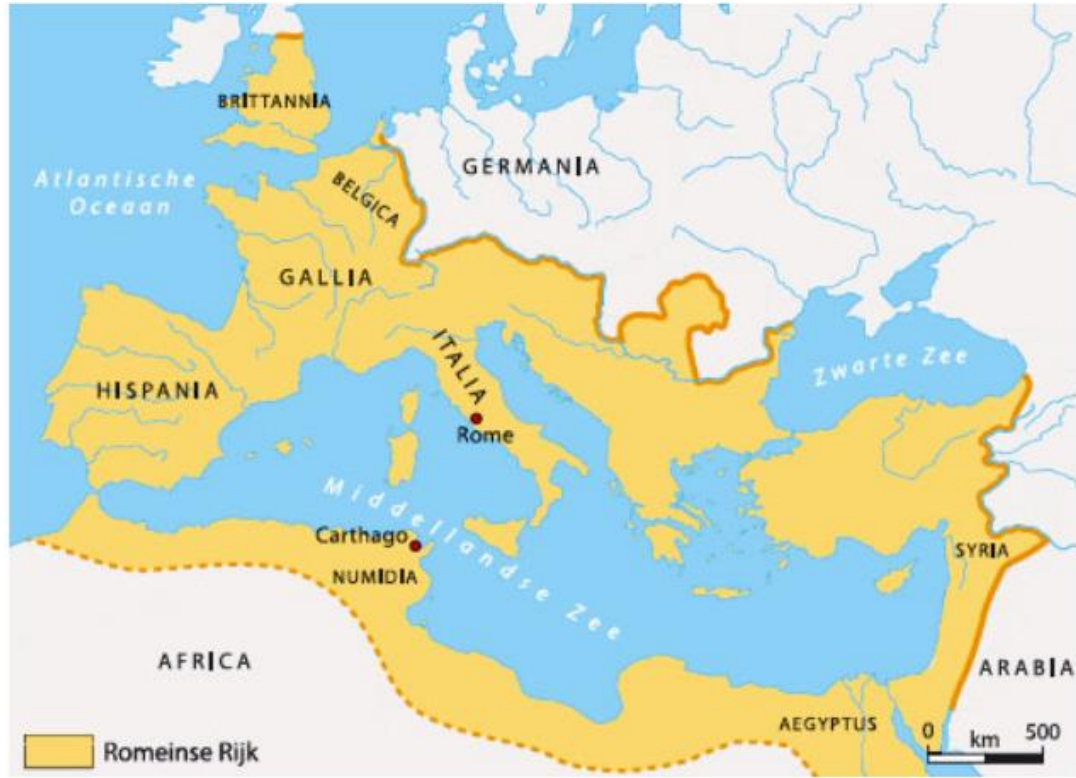 BRITTANNIA
GERMANIA
Atlantische
Oceaan
BELGICA
GALLIA
ITALIA
Zwarte Zee
HISPANIA
Rome
Middellandse Zee
Carthago
SYRIA
NUMIDIA
AFRICA
ARABIA
AEGYPTUS
0 500
km
Romeinse Rijk